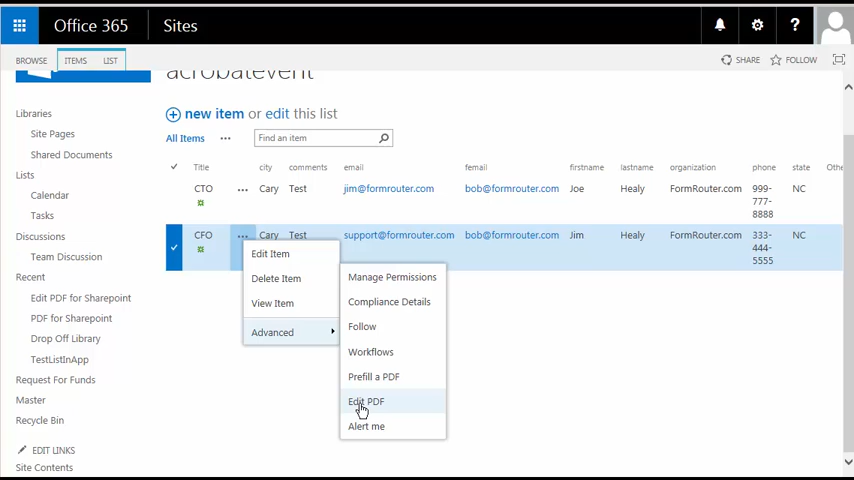 Office 365
Sites
?
BROWSE
ITEMS
LIST
SHARE
FOLLOW
acrobatevent
new item or edit this list
All Items
...
Find an item
Libraries
Site Pages
Shared Documents
Lists
Calendar
Tasks
Discussions
Team Discussion
Recent
Edit PDF for Sharepoint
PDF for Sharepoint
Drop Off Library
TestListInApp
Request For Funds
Master
Recycle Bin
EDIT LINKS
Site Contents
Title city comments email femail firstname lastname organization phone state Othe
CTO ... Cary Test jim@formrouter.com bob@formrouter.com Joe Healy FormRouter.com 999- NC
777-
8888
CFO ... Cary Test support@formrouter.com bob@formrouter.com Jim Healy FormRouter.com 333- NC
444-
5555
Edit Item
Delete Item
View Item
Advanced
Manage Permissions
Compliance Details
Follow
Workflows
Prefill a PDF
Edit PDF
Alert me